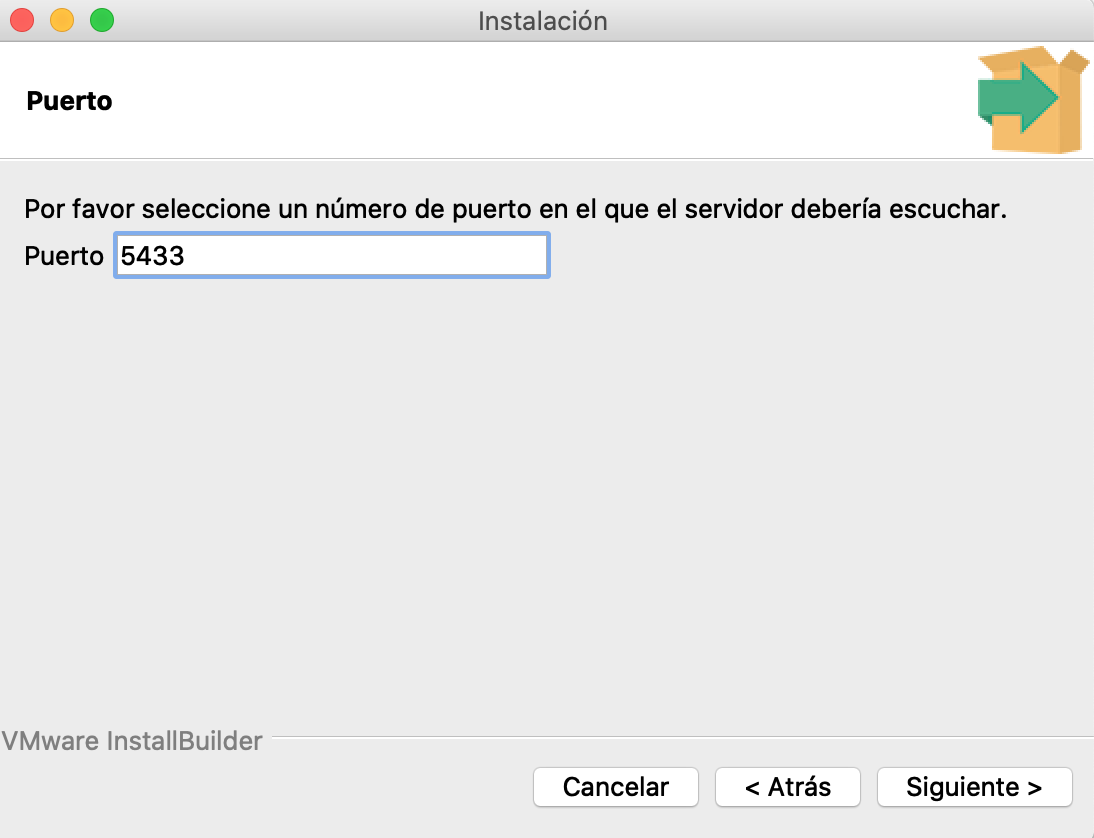 Instalación
Puerto
Por favor seleccione un número de puerto en el que el servidor debería escuchar.
Puerto 5433
VMware InstallBuilder
Cancelar < Atrás Siguiente >